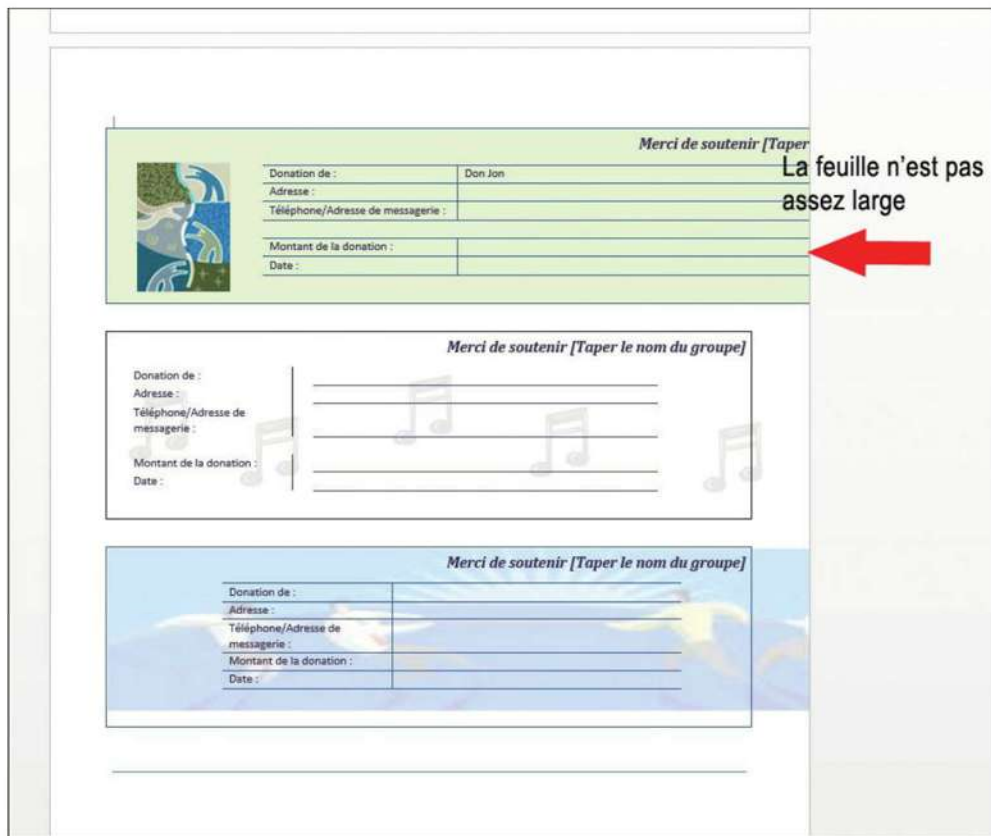 Merci de soutenir [Taper
La feuille n'est pas
assez large
Donation de : Don Jon
Adresse :
Téléphone/Adresse de messagerie :
Montant de la donation :
Date :
Merci de soutenir [Taper le nom du groupe]
Donation de :
Adresse :
Téléphone/Adresse de
messagerie :
Montant de la donation :
Date :
Merci de soutenir [Taper le nom du groupe]
Donation de :
Adresse :
Téléphone/Adresse de
messagerie :
Montant de la donation :
Date :